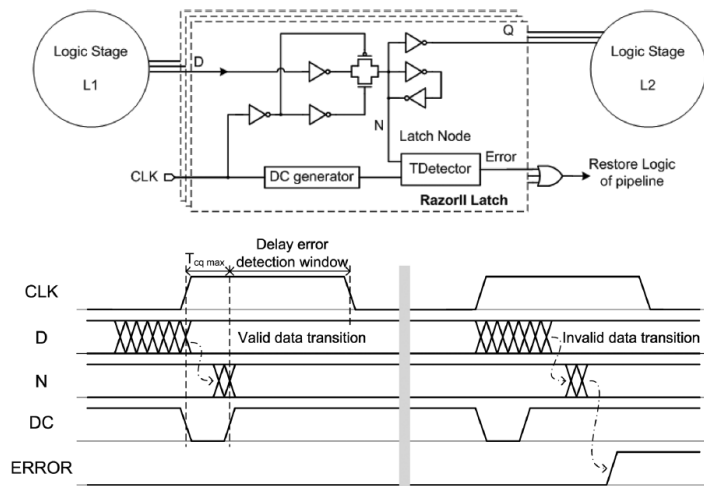 Logic Stage
L1
D
Q
Logic Stage
L2
N
Latch Node
CLK
DC generator
TDetector
Error
RazorII Latch
Restore Logic
of pipeline
Tcq max
Delay error
detection window
CLK
D
Valid data transition
Invalid data transition
N
DC
ERROR